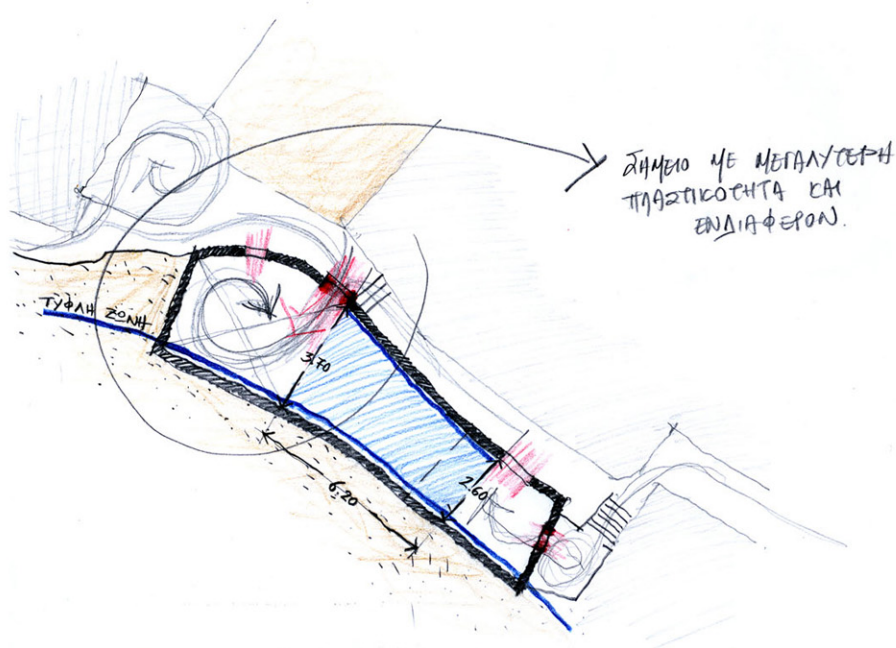 ΣΗΜΕΙΟ ΜΕ ΜΕΓΑΛΥΤΕΡΗ
ΠΛΑΣΤΙΚΟΤΗΤΑ ΚΑΙ
ΕΝΔΙΑΦΕΡΟΝ.
ΤΥΦΛΗ ΖΩΝΗ
3.70
2.60
6.20